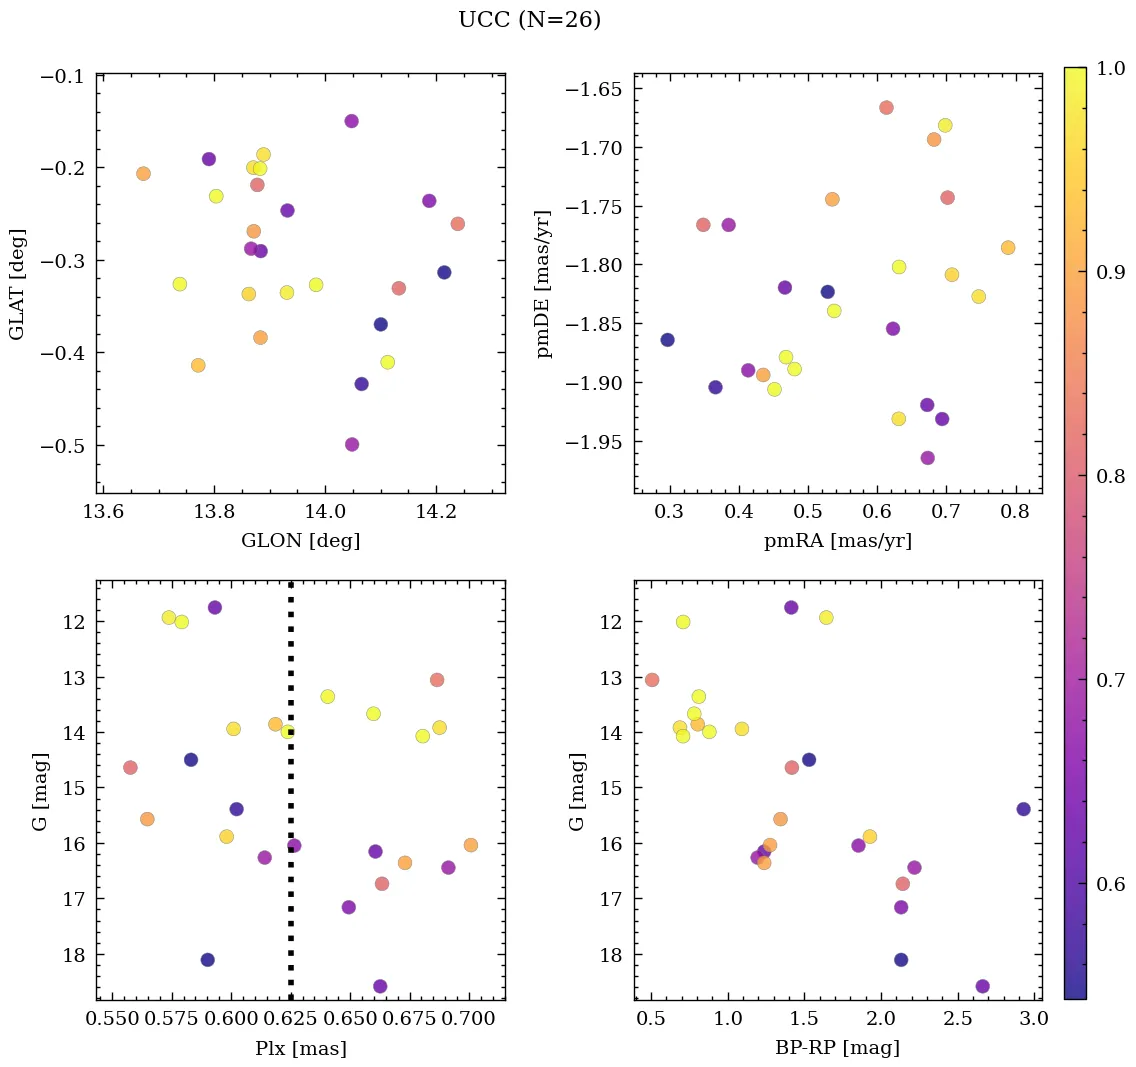 UCC (N=26)
−0.1
−0.2
−0.3
−0.4
−0.5
GLAT [deg]
13.6 13.8 14.0 14.2
GLON [deg]
−1.65
−1.70
−1.75
−1.80
−1.85
−1.90
−1.95
pmDE [mas/yr]
0.3 0.4 0.5 0.6 0.7 0.8
pmRA [mas/yr]
12
13
14
15
16
17
18
G [mag]
0.550 0.575 0.600 0.625 0.650 0.675 0.700
Plx [mas]
12
13
14
15
16
17
18
G [mag]
0.5 1.0 1.5 2.0 2.5 3.0
BP-RP [mag]
1.0
0.9
0.8
0.7
0.6